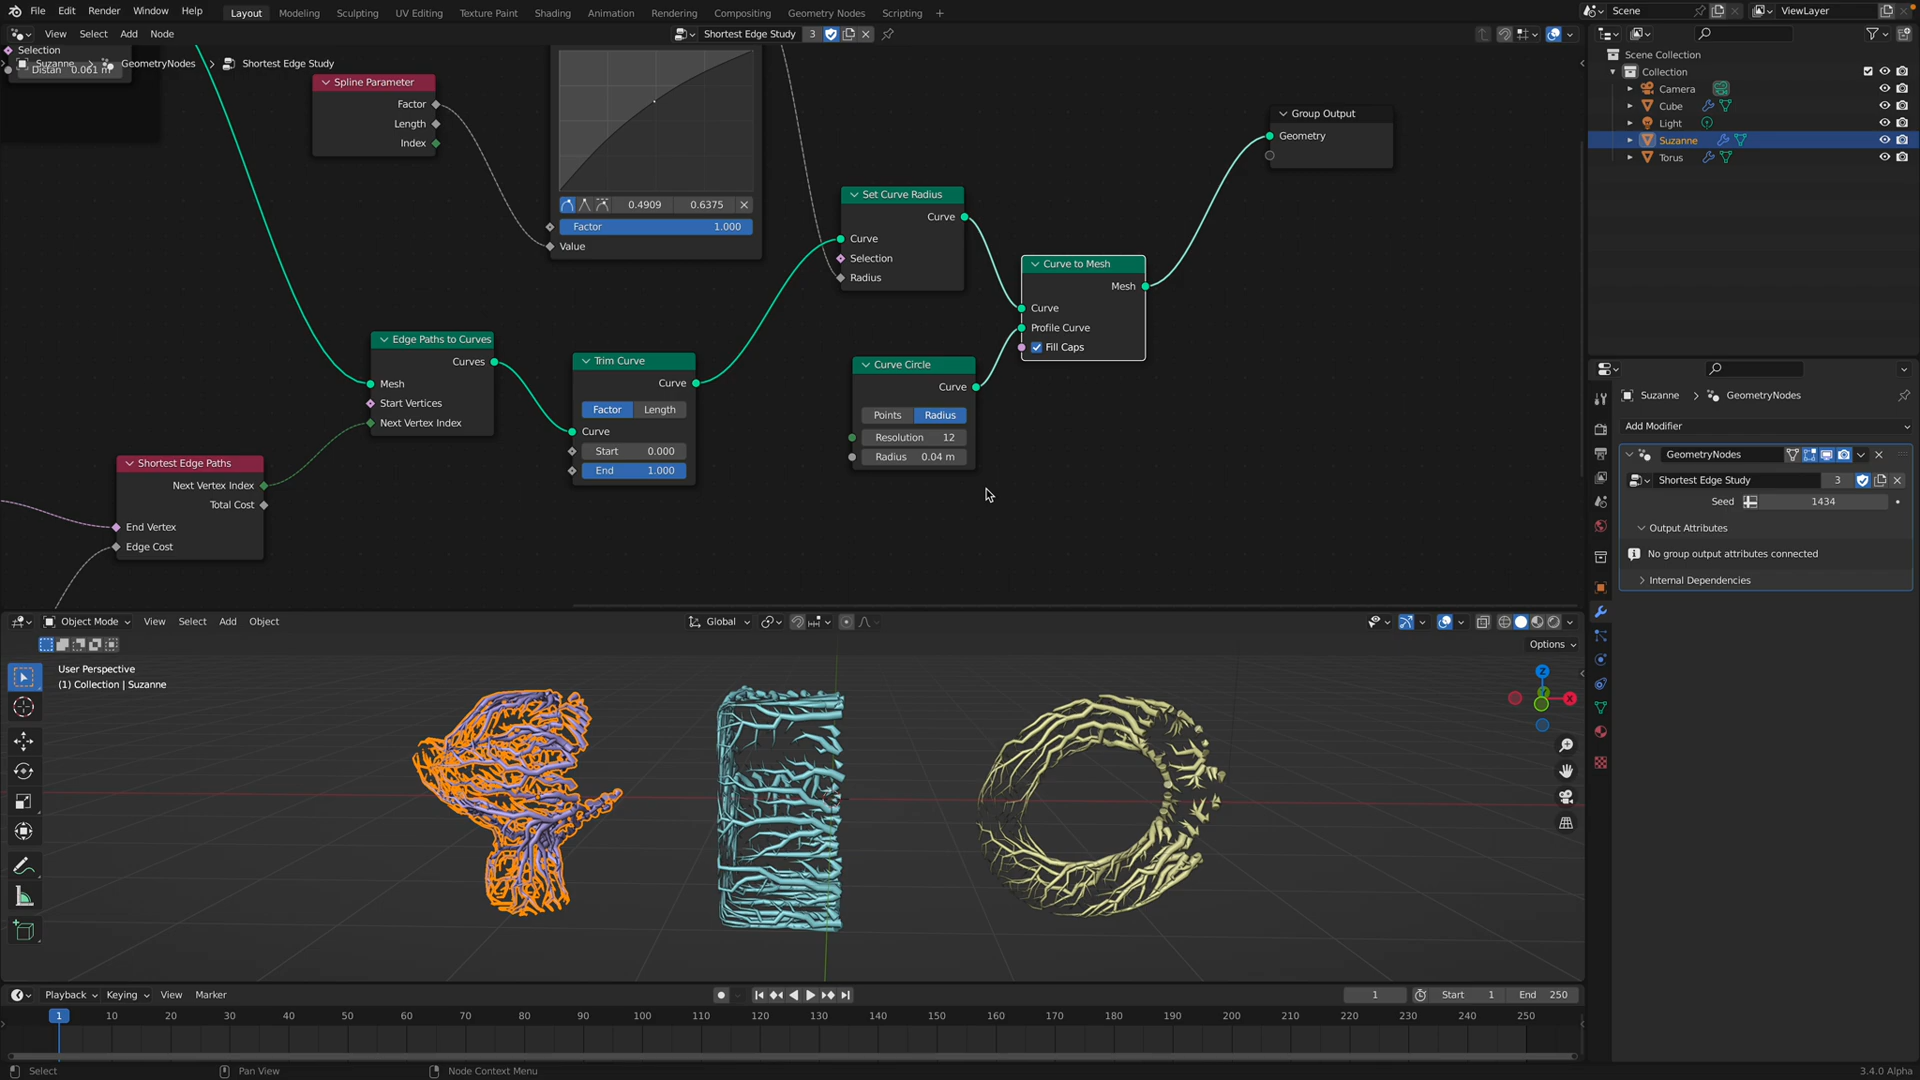 File Edit Render Window Help Layout Modeling Sculpting UV Editing Texture Paint Shading Animation Rendering Compositing Geometry Nodes Scripting + Scene ViewLayer
View Select Add Node Shortest Edge Study 3
Selection
Distan 0.061 m
Suzanne > GeometryNodes > Shortest Edge Study
Spline Parameter
Factor
Length
Index
0.4909 0.6375
Factor 1.000
Value
Set Curve Radius
Curve
Curve
Selection
Radius
Group Output
Geometry
Curve to Mesh
Mesh
Curve
Profile Curve
Fill Caps
Edge Paths to Curves
Curves
Mesh
Start Vertices
Next Vertex Index
Trim Curve
Curve
Factor Length
Curve
Start 0.000
End 1.000
Curve Circle
Curve
Points Radius
Resolution 12
Radius 0.04 m
Shortest Edge Paths
Next Vertex Index
Total Cost
End Vertex
Edge Cost
Scene Collection
Collection
Camera
Cube
Light
Suzanne
Torus
Suzanne > GeometryNodes
Add Modifier
GeometryNodes
Shortest Edge Study 3
Seed 1434
Output Attributes
No group output attributes connected
Internal Dependencies
Object Mode View Select Add Object Global
Options
User Perspective
(1) Collection | Suzanne
Z
Y
X
Playback Keying View Marker 1 Start 1 End 250
1 10 20 30 40 50 60 70 80 90 100 110 120 130 140 150 160 170 180 190 200 210 220 230 240 250
Select Pan View Node Context Menu 3.4.0 Alpha